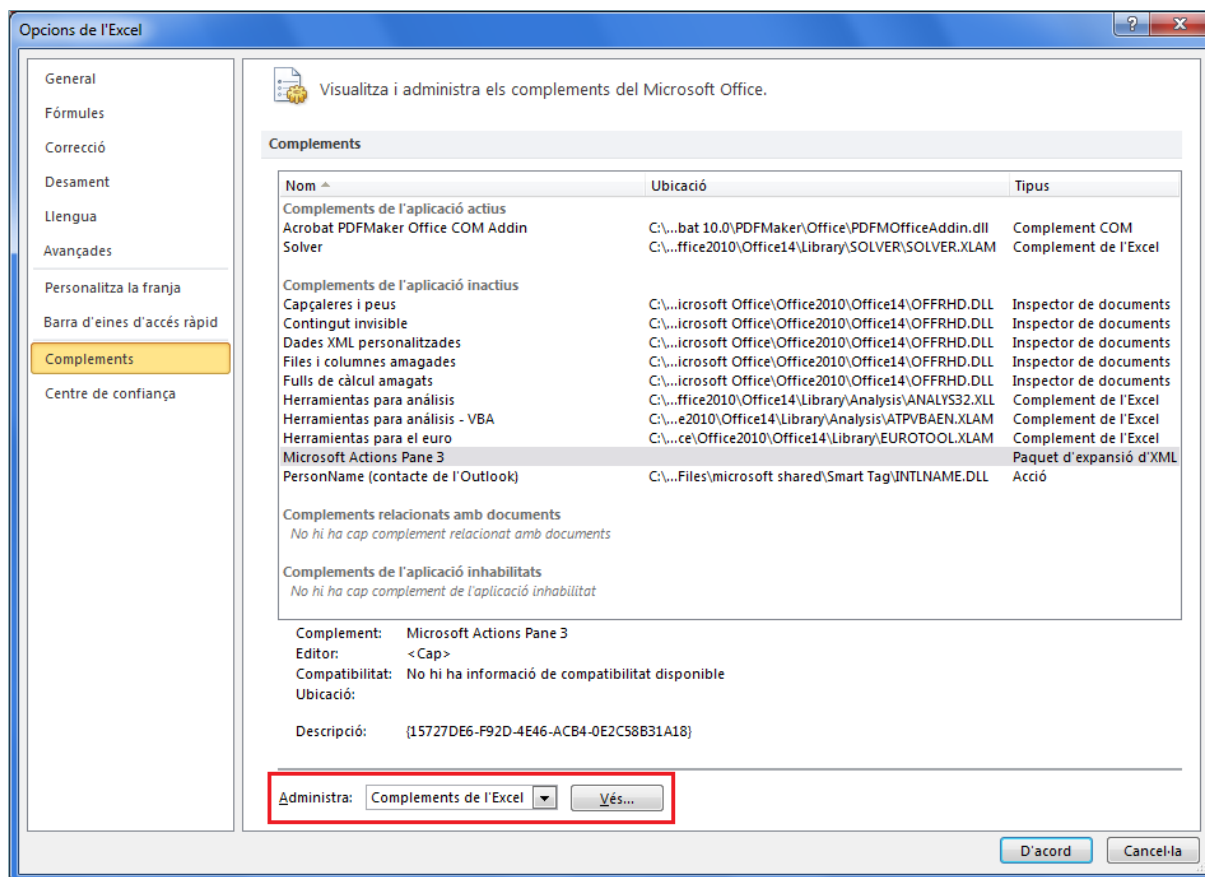 Opcions de l'Excel
General
Fórmules
Correcció
Desament
Llengua
Avançades
Personalitza la franja
Barra d'eines d'accés ràpid
Complements
Centre de confiança
Visualitza i administra els complements del Microsoft Office.
Complements
Nom Ubicació Tipus
Complements de l'aplicació actius
Acrobat PDFMaker Office COM Addin C:\...bat 10.0\PDFMaker\Office\PDFMOfficeAddin.dll Complement COM
Solver C:\...ffice2010\Office14\Library\SOLVER\SOLVER.XLAM Complement de l'Excel
Complements de l'aplicació inactius
Capçaleres i peus C:\...icrosoft Office\Office2010\Office14\OFFRHD.DLL Inspector de documents
Contingut invisible C:\...icrosoft Office\Office2010\Office14\OFFRHD.DLL Inspector de documents
Dades XML personalitzades C:\...icrosoft Office\Office2010\Office14\OFFRHD.DLL Inspector de documents
Files i columnes amagades C:\...icrosoft Office\Office2010\Office14\OFFRHD.DLL Inspector de documents
Fulls de càlcul amagats C:\...icrosoft Office\Office2010\Office14\OFFRHD.DLL Inspector de documents
Herramientas para análisis C:\...ffice2010\Office14\Library\Analysis\ANALYS32.XLL Complement de l'Excel
Herramientas para análisis - VBA C:\...e2010\Office14\Library\Analysis\ATPVBAEN.XLAM Complement de l'Excel
Herramientas para el euro C:\...ce\Office2010\Office14\Library\EUROTOOL.XLAM Complement de l'Excel
Microsoft Actions Pane 3 Paquet d'expansió d'XML
PersonName (contacte de l'Outlook) C:\...Files\microsoft shared\Smart Tag\INTLNAME.DLL Acció
Complements relacionats amb documents
No hi ha cap complement relacionat amb documents
Complements de l'aplicació inhabilitats
No hi ha cap complement de l'aplicació inhabilitat
Complement: Microsoft Actions Pane 3
Editor: <Cap>
Compatibilitat: No hi ha informació de compatibilitat disponible
Ubicació:
Descripció: {15727DE6-F92D-4E46-ACB4-0E2C58B31A18}
Administra: Complements de l'Excel Vés...
D'acord Cancel·la